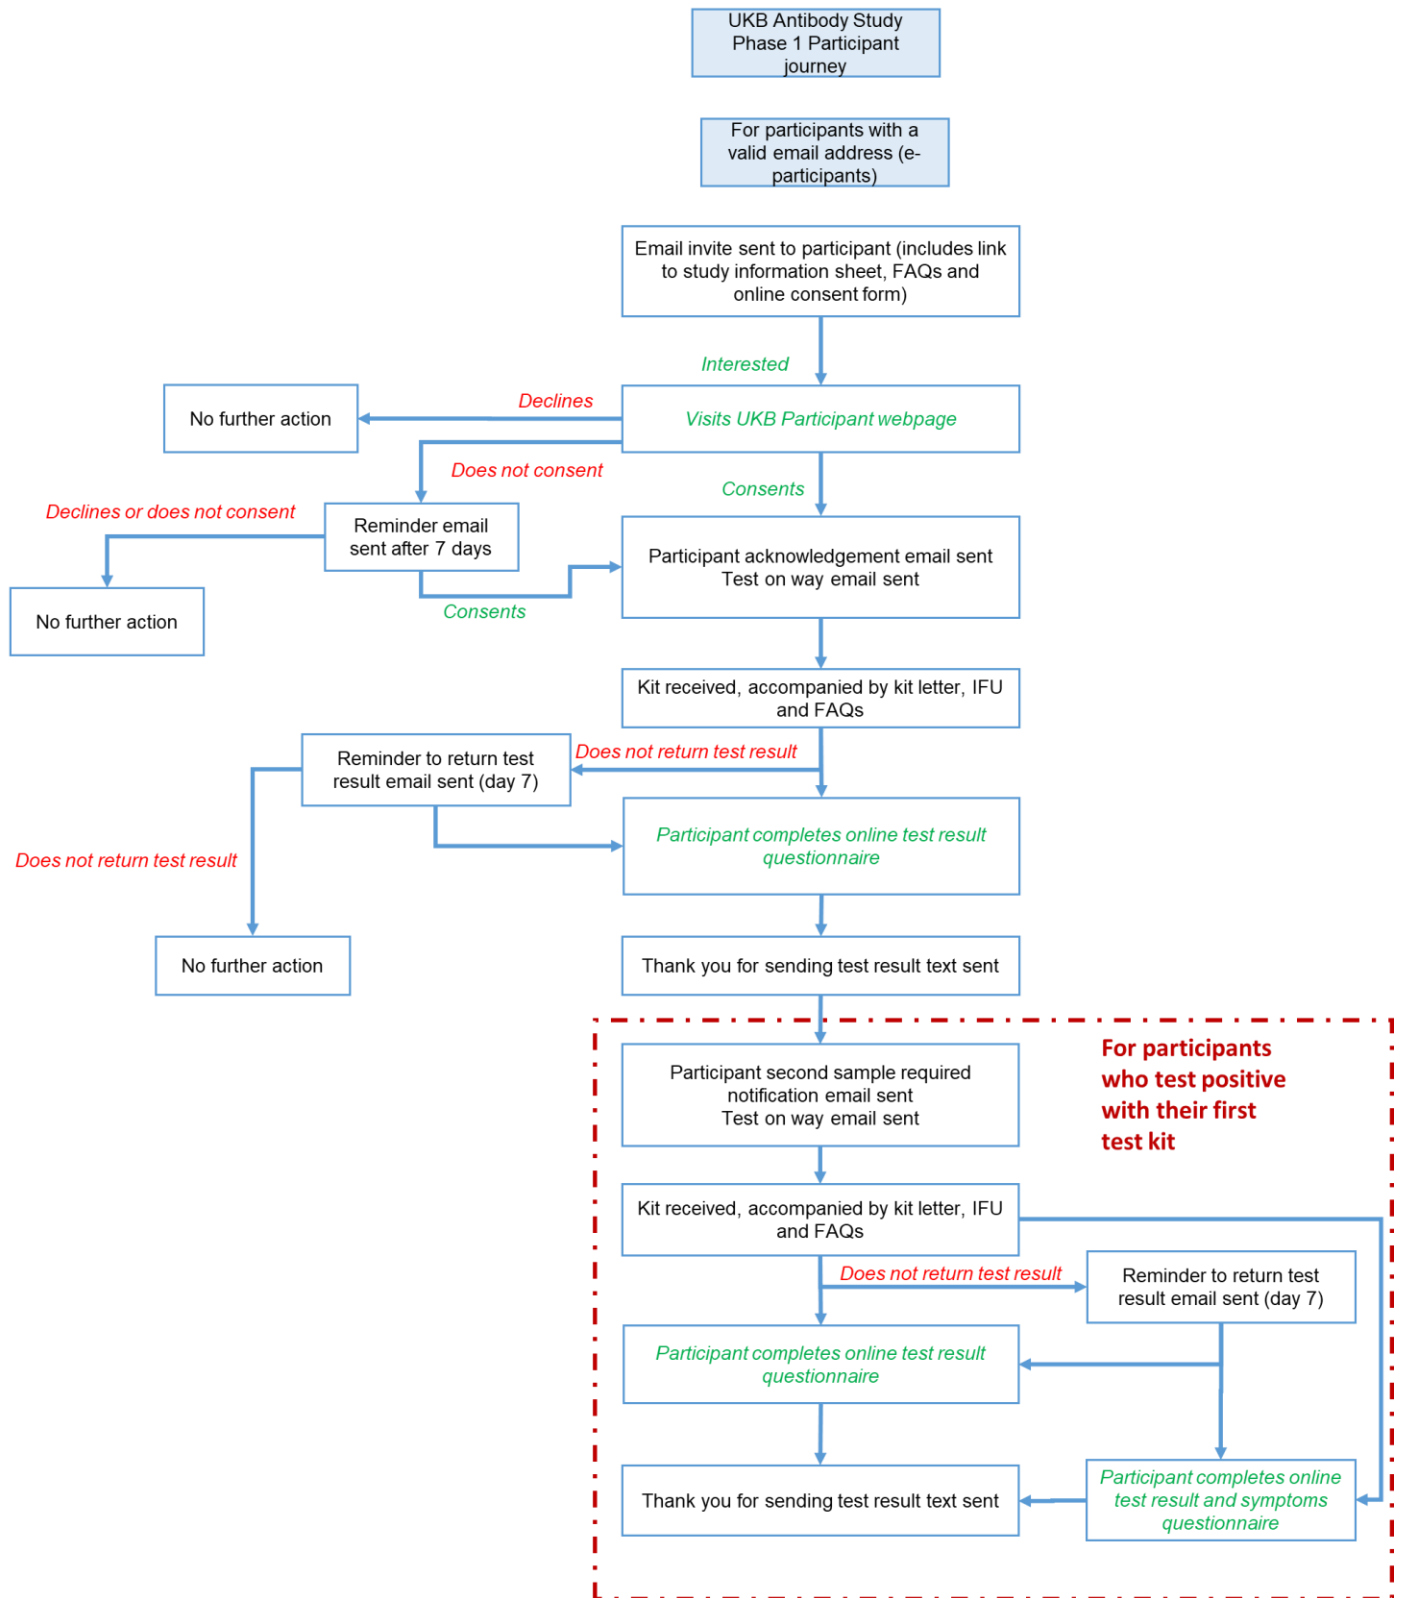 UKB Antibody Study
Phase 1 Participant
journey
For participants with a
valid email address (e-
participants)
Email invite sent to participant (includes link
to study information sheet, FAQs and
online consent form)
Interested
Declines
No further action
Visits UKB Participant webpage
Does not consent
Consents
Declines or does not consent
Reminder email
sent after 7 days
Participant acknowledgement email sent
Test on way email sent
No further action
Consents
Kit received, accompanied by kit letter, IFU
and FAQs
Does not return test result
Reminder to return test
result email sent (day 7)
Participant completes online test result
questionnaire
Does not return test result
No further action
Thank you for sending test result text sent
For participants
who test positive
with their first
test kit
Participant second sample required
notification email sent
Test on way email sent
Kit received, accompanied by kit letter, IFU
and FAQs
Does not return test result
Reminder to return test
result email sent (day 7)
Participant completes online test result
questionnaire
Thank you for sending test result text sent
Participant completes online
test result and symptoms
questionnaire